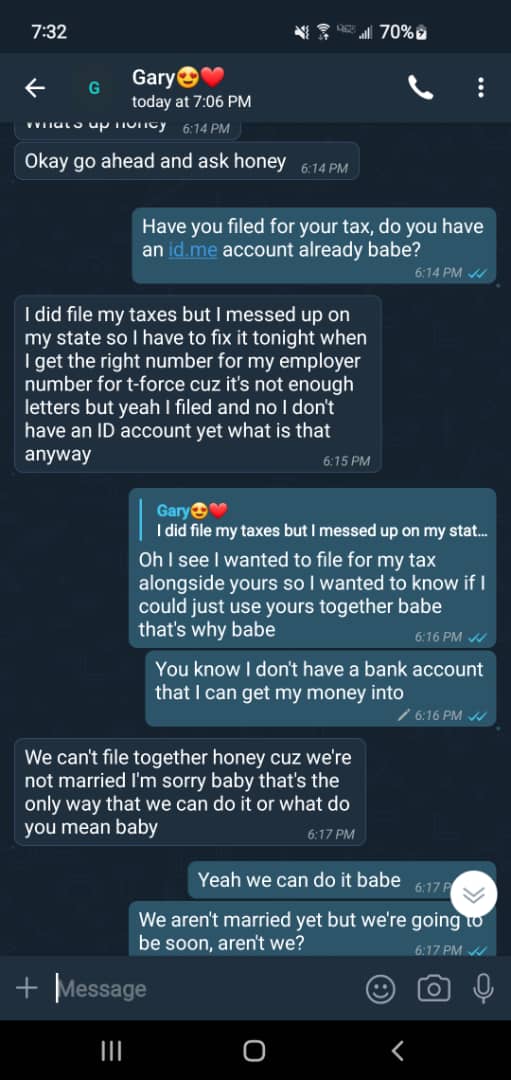 7:32
70%
G
Gary😍❤️
today at 7:06 PM
What's up honey 6:14 PM
Okay go ahead and ask honey 6:14 PM
Have you filed for your tax, do you have
an id.me account already babe?
6:14 PM
I did file my taxes but I messed up on
my state so I have to fix it tonight when
I get the right number for my employer
number for t-force cuz it's not enough
letters but yeah I filed and no I don't
have an ID account yet what is that
anyway
6:15 PM
Gary😍❤️
I did file my taxes but I messed up on my stat...
Oh I see I wanted to file for my tax
alongside yours so I wanted to know if I
could just use yours together babe
that's why babe
6:16 PM
You know I don't have a bank account
that I can get my money into
6:16 PM
We can't file together honey cuz we're
not married I'm sorry baby that's the
only way that we can do it or what do
you mean baby
6:17 PM
Yeah we can do it babe 6:17 P
We aren't married yet but we're going to
be soon, aren't we?
6:17 PM
Message